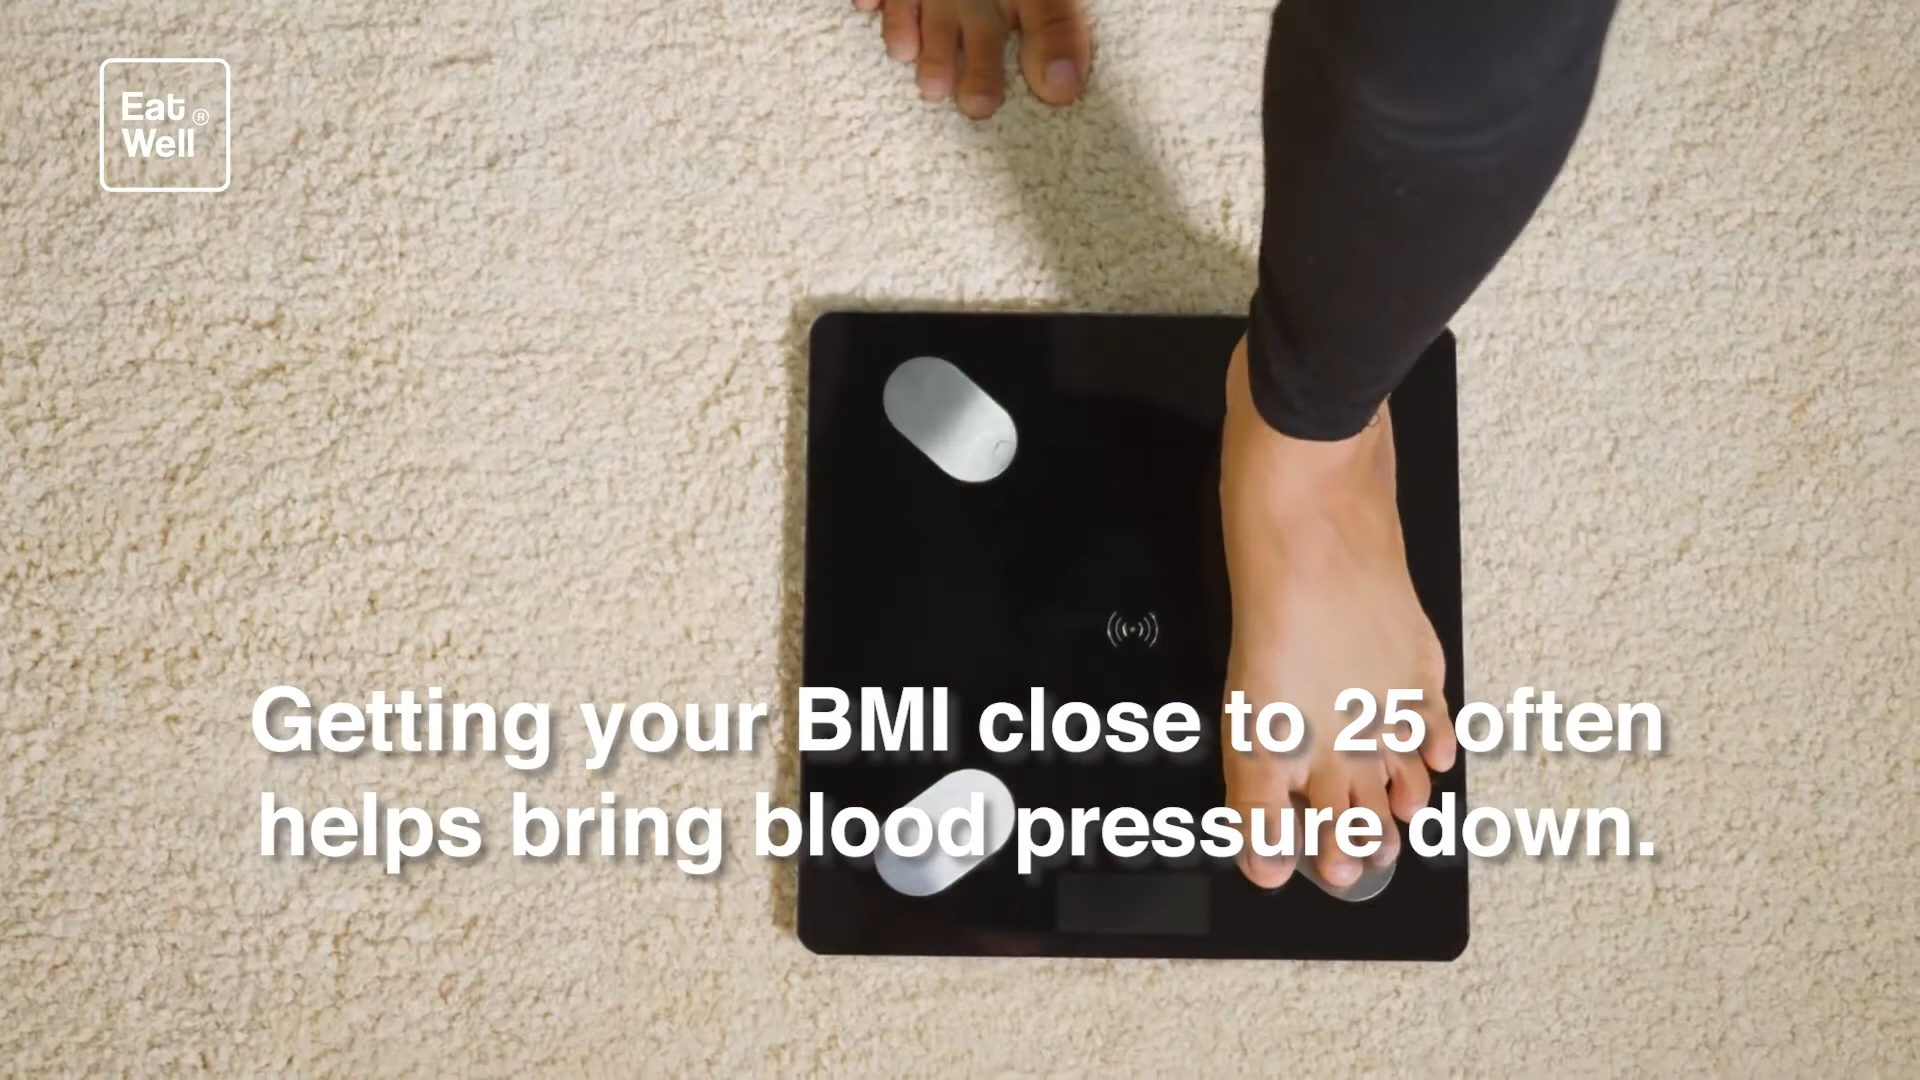 Eat
Well ®
Getting your BMI close to 25 often
helps bring blood pressure down.